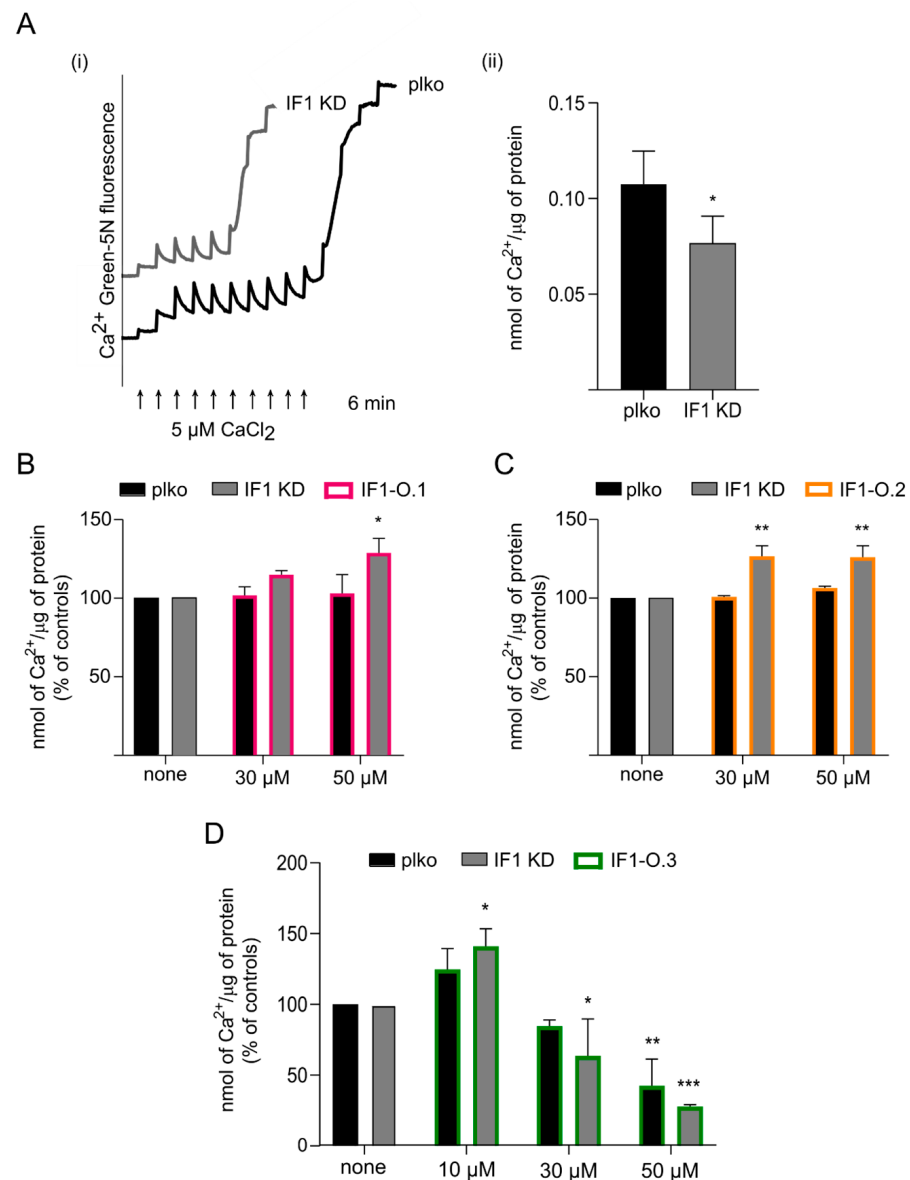 A
(i)
Ca2+ Green-5N fluorescence
IF1 KD
plko
5 µM CaCl2
6 min
(ii)
nmol of Ca2+/µg of protein
0.15
0.10
0.05
*
plko
IF1 KD
B
plko
IF1 KD
IF1-O.1
nmol of Ca2+/µg of protein
(% of controls)
150
100
50
*
none
30 µM
50 µM
C
plko
IF1 KD
IF1-O.2
nmol of Ca2+/µg of protein
(% of controls)
150
100
50
**
**
none
30 µM
50 µM
D
plko
IF1 KD
IF1-O.3
nmol of Ca2+/µg of protein
(% of controls)
200
150
100
50
0
*
*
**
***
none
10 µM
30 µM
50 µM